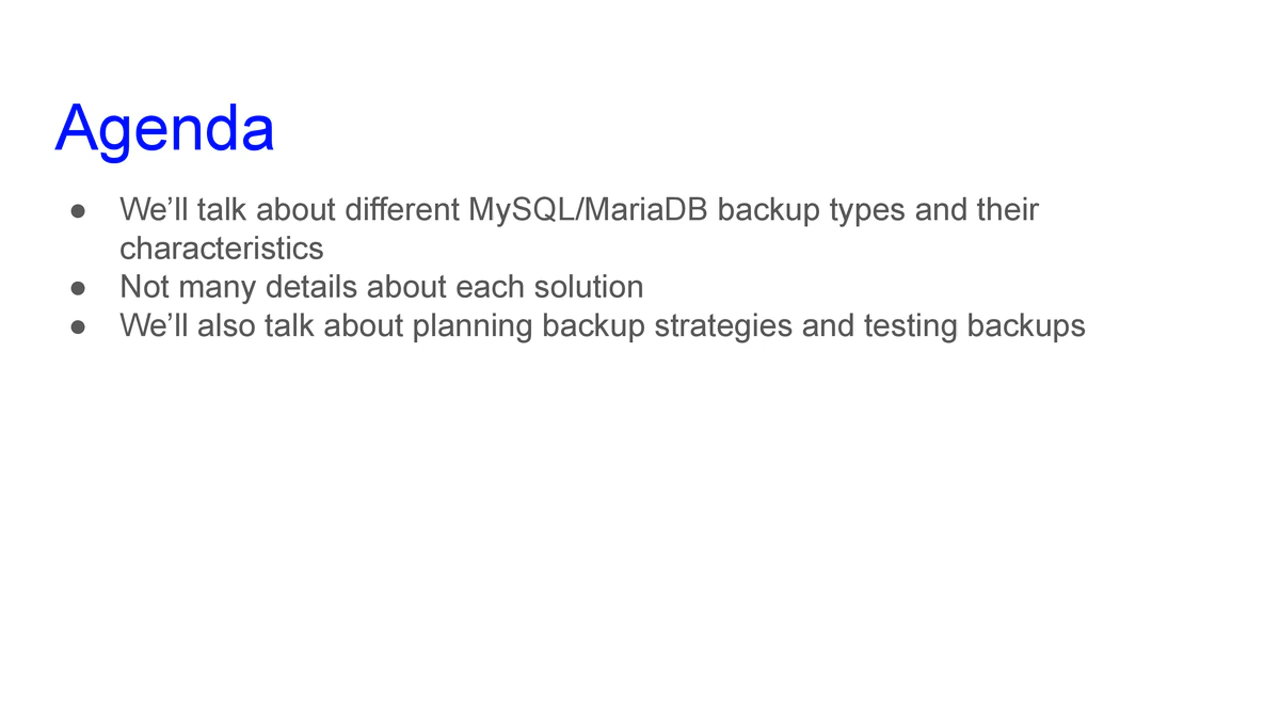 Agenda
● We’ll talk about different MySQL/MariaDB backup types and their
characteristics
● Not many details about each solution
● We’ll also talk about planning backup strategies and testing backups